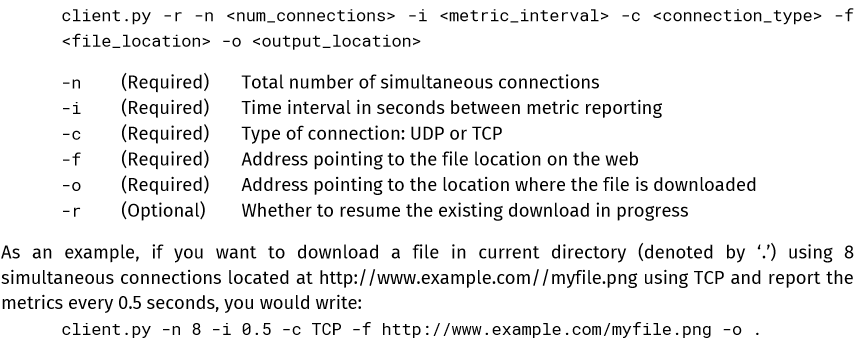 client.py -r -n <num_connections> -i <metric_interval> -c <connection_type> -f
<file_location> -o <output_location>
-n (Required) Total number of simultaneous connections
-i (Required) Time interval in seconds between metric reporting
-c (Required) Type of connection: UDP or TCP
-f (Required) Address pointing to the file location on the web
-o (Required) Address pointing to the location where the file is downloaded
-r (Optional) Whether to resume the existing download in progress
As an example, if you want to download a file in current directory (denoted by ‘.’) using 8
simultaneous connections located at http://www.example.com//myfile.png using TCP and report the
metrics every 0.5 seconds, you would write:
client.py -n 8 -i 0.5 -c TCP -f http://www.example.com/myfile.png -o .